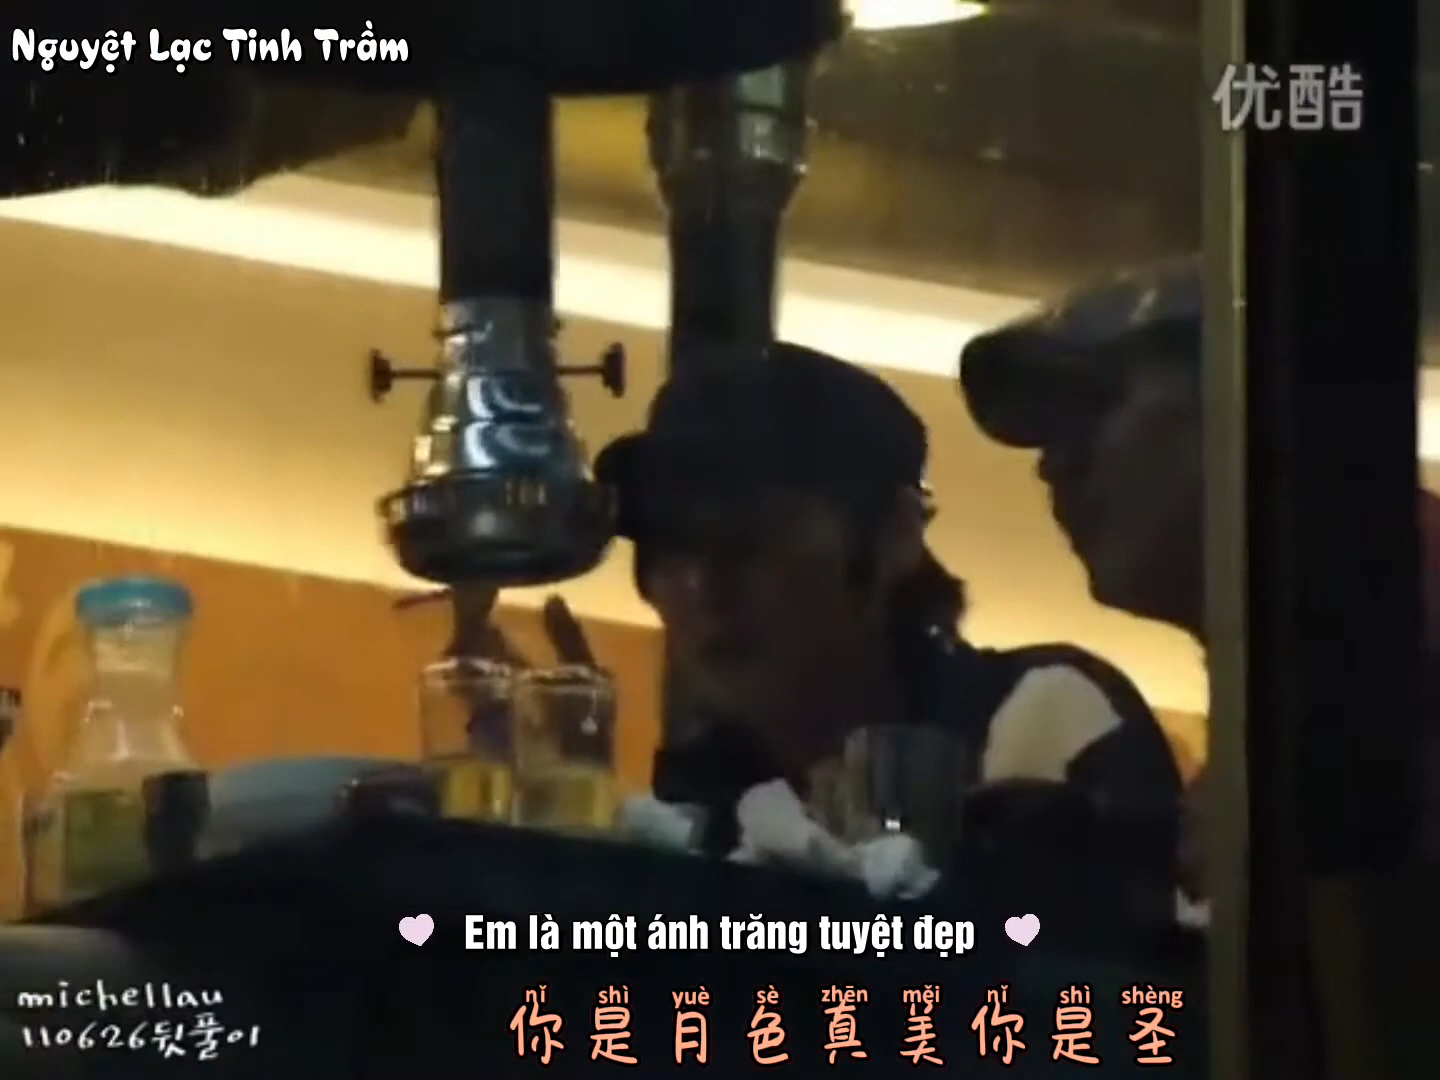 Nguyệt Lạc Tinh Trầm
优酷
Em là một ánh trăng tuyệt đẹp
nǐ shì yuè sè zhēn měi nǐ shì shèng
你是月色真美你是圣
michellau
110626뒷풀이